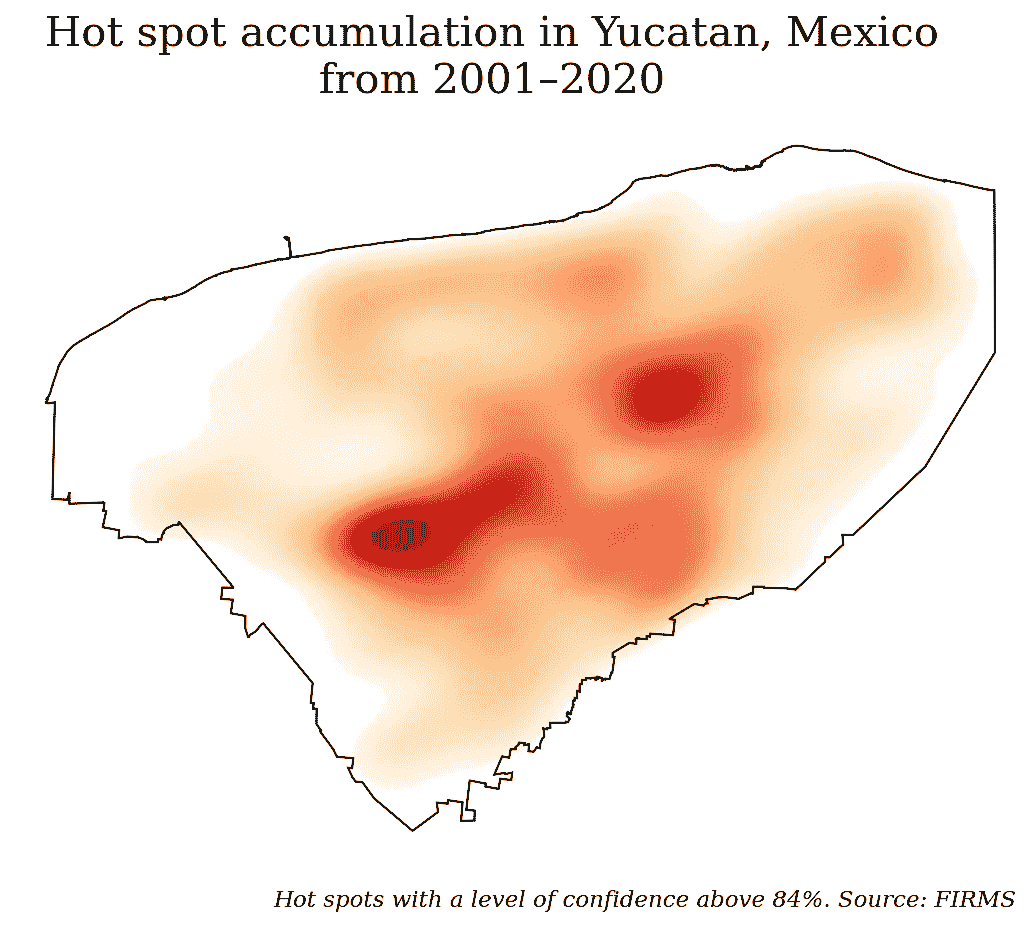 Hot spot accumulation in Yucatan, Mexico
from 2001–2020
Hot spots with a level of confidence above 84%. Source: FIRMS